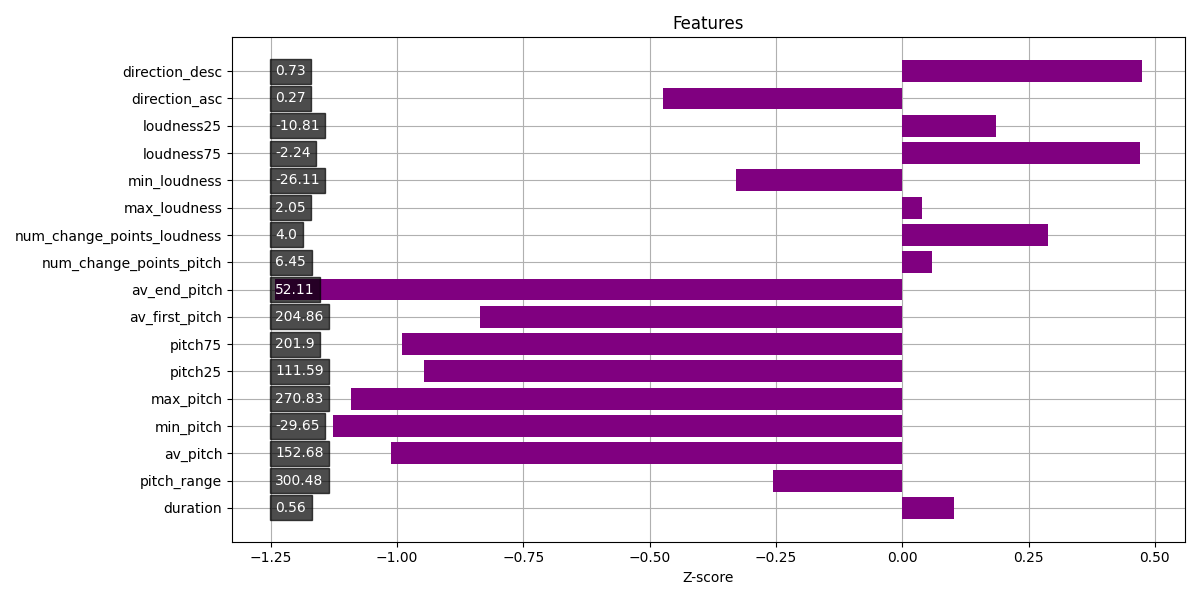 Features
direction_desc 0.73
direction_asc 0.27
loudness25 -10.81
loudness75 -2.24
min_loudness -26.11
max_loudness 2.05
num_change_points_loudness 4.0
num_change_points_pitch 6.45
av_end_pitch 52.11
av_first_pitch 204.86
pitch75 201.9
pitch25 111.59
max_pitch 270.83
min_pitch -29.65
av_pitch 152.68
pitch_range 300.48
duration 0.56
−1.25 −1.00 −0.75 −0.50 −0.25 0.00 0.25 0.50
Z-score